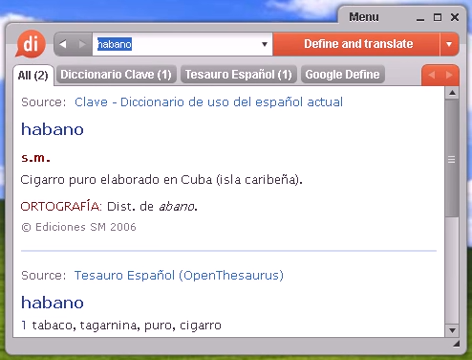 Menu
di
habano
Define and translate
All (2)
Diccionario Clave (1)
Tesauro Español (1)
Google Define
Source: Clave - Diccionario de uso del español actual
habano
s.m.
Cigarro puro elaborado en Cuba (isla caribeña).
ORTOGRAFÍA: Dist. de abano.
© Ediciones SM 2006
Source: Tesauro Español (OpenThesaurus)
habano
1 tabaco, tagarnina, puro, cigarro